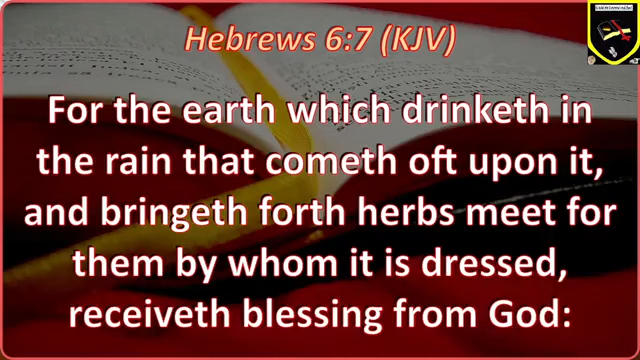 Hebrews 6:7 (KJV)
For the earth which drinketh in
the rain that cometh oft upon it,
and bringeth forth herbs meet for
them by whom it is dressed,
receiveth blessing from God: